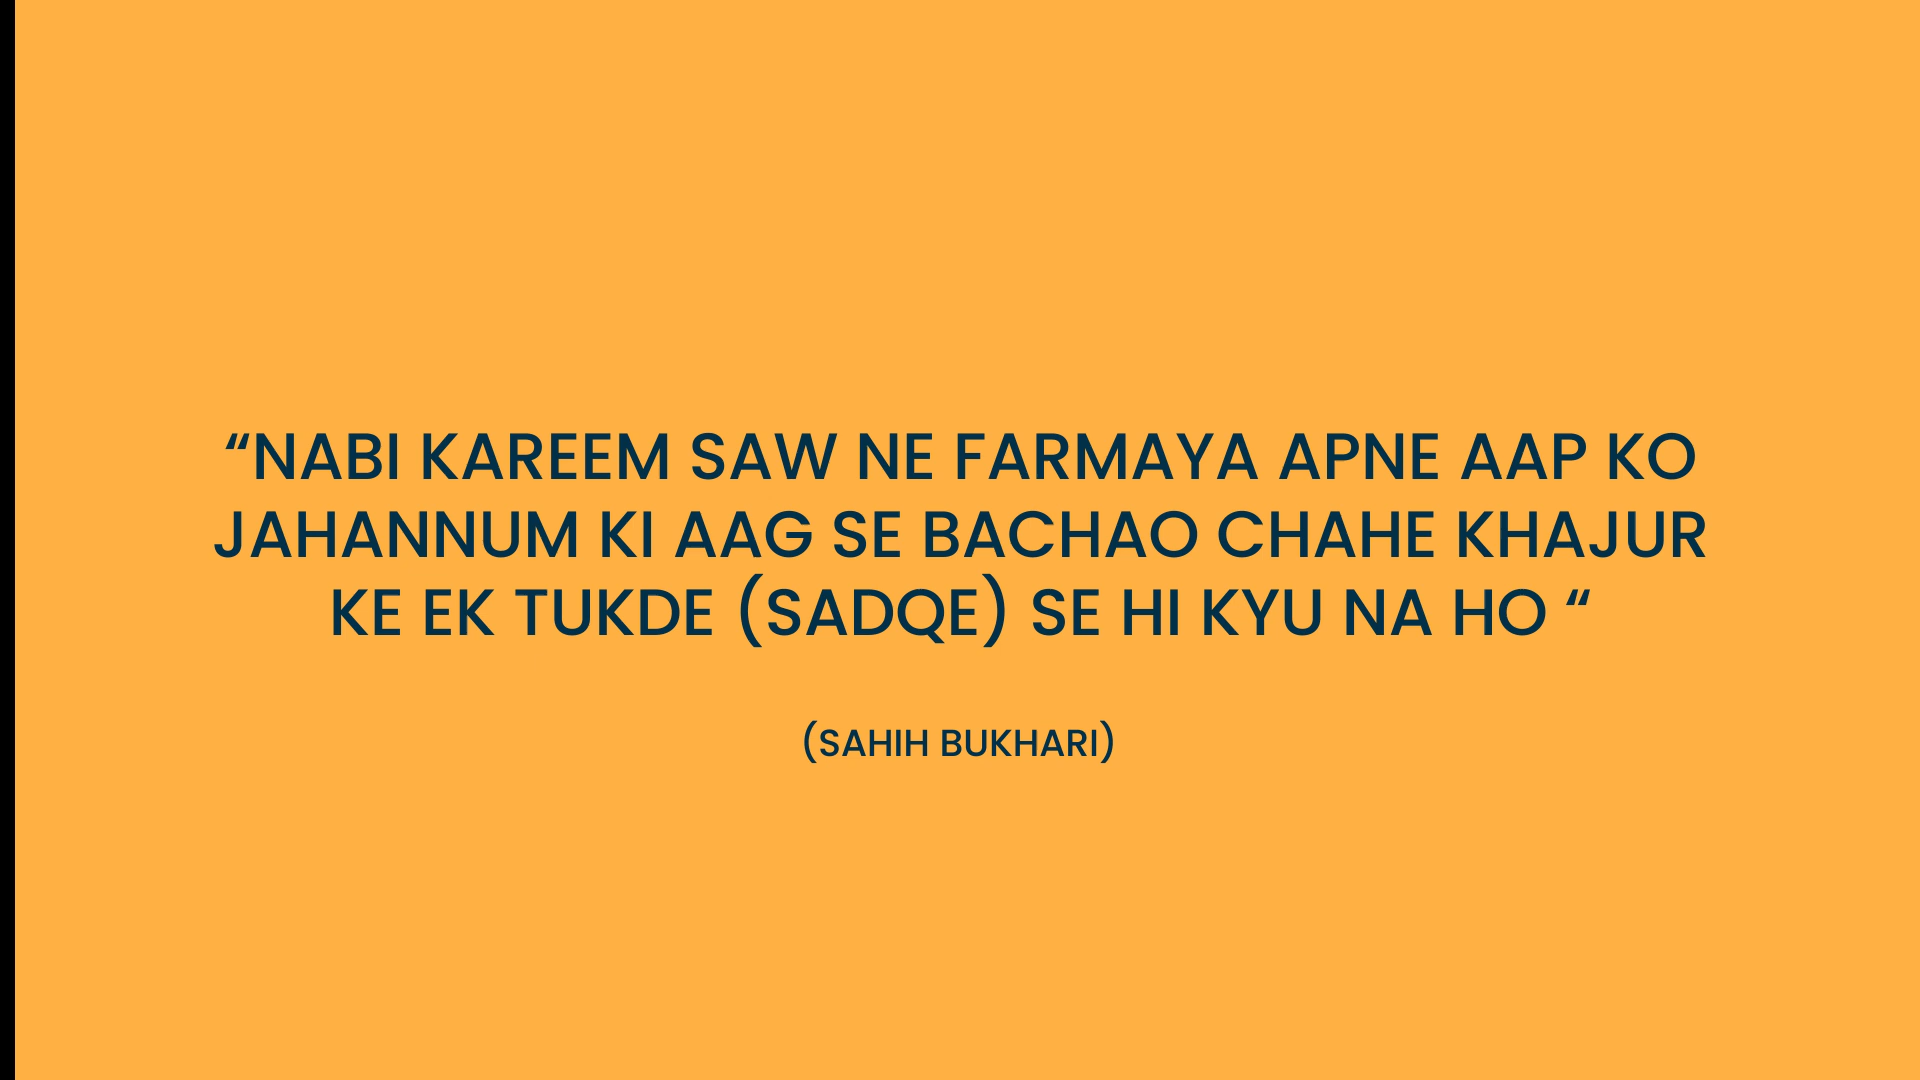 “NABI KAREEM SAW NE FARMAYA APNE AAP KO
JAHANNUM KI AAG SE BACHAO CHAHE KHAJUR
KE EK TUKDE (SADQE) SE HI KYU NA HO “
(SAHIH BUKHARI)